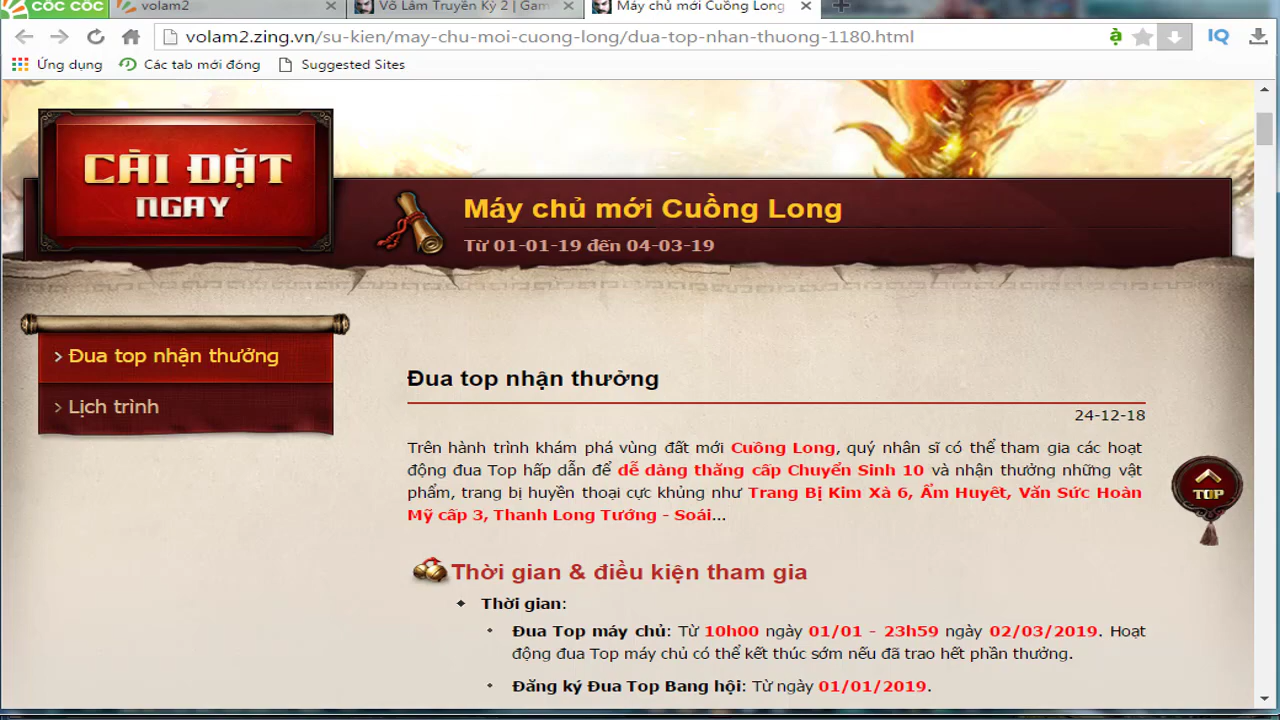 CỐC CỐC
volam2
Võ Lâm Truyền Kỳ 2 | Gam
Máy chủ mới Cuồng Long
volam2.zing.vn/su-kien/may-chu-moi-cuong-long/dua-top-nhan-thuong-1180.html
ạ
IQ
Ứng dụng
Các tab mới đóng
Suggested Sites
CÀI ĐẶT
NGAY
Máy chủ mới Cuồng Long
Từ 01-01-19 đến 04-03-19
> Đua top nhận thưởng
> Lịch trình
Đua top nhận thưởng
24-12-18
Trên hành trình khám phá vùng đất mới Cuồng Long, quý nhân sĩ có thể tham gia các hoạt
động đua Top hấp dẫn để dễ dàng thăng cấp Chuyển Sinh 10 và nhận thưởng những vật
phẩm, trang bị huyền thoại cực khủng như Trang Bị Kim Xà 6, Ẩm Huyết, Văn Sức Hoàn
Mỹ cấp 3, Thanh Long Tướng - Soái...
TOP
Thời gian & điều kiện tham gia
Thời gian:
Đua Top máy chủ: Từ 10h00 ngày 01/01 - 23h59 ngày 02/03/2019. Hoạt
động đua Top máy chủ có thể kết thúc sớm nếu đã trao hết phần thưởng.
Đăng ký Đua Top Bang hội: Từ ngày 01/01/2019.